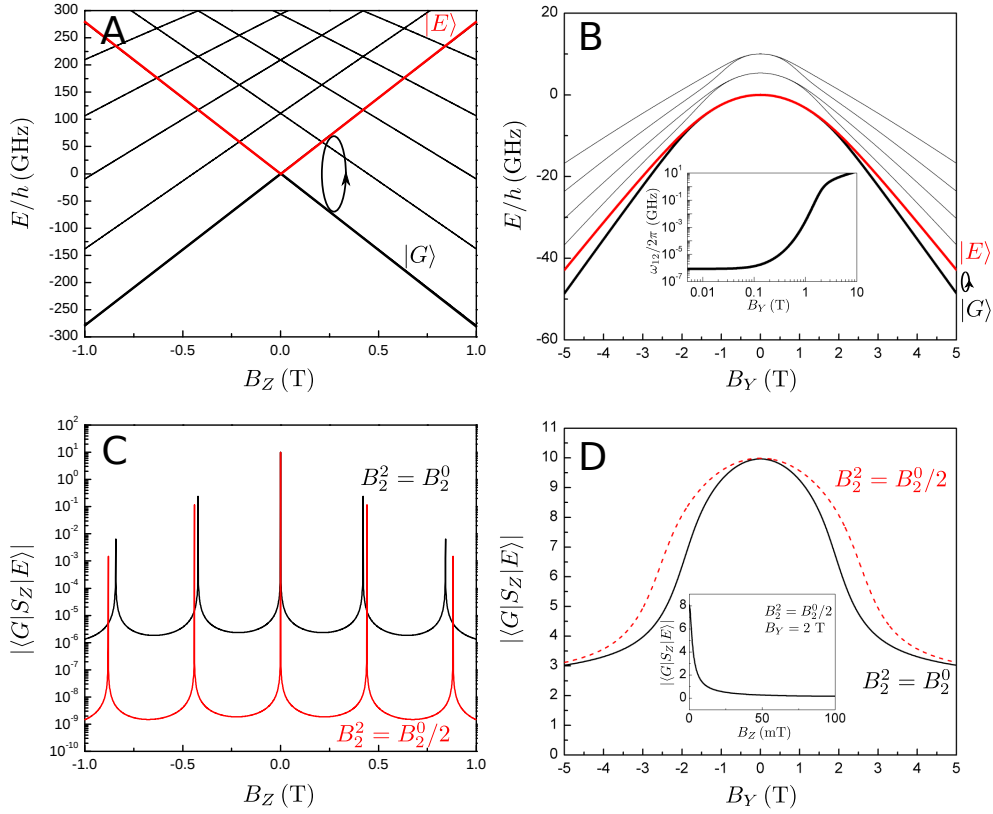 A
300
250
200
150
100
50
0
-50
-100
-150
-200
-250
-300
E/h (GHz)
|E⟩
|G⟩
-1.0 -0.5 0.0 0.5 1.0
B_Z (T)
B
20
0
-20
-40
-60
E/h (GHz)
10^1
10^-1
10^-3
10^-5
10^-7
ω_12/2π (GHz)
0.01 0.1 1 10
B_Y (T)
|E⟩
|G⟩
-5 -4 -3 -2 -1 0 1 2 3 4 5
B_Y (T)
C
10^2
10^1
10^0
10^-1
10^-2
10^-3
10^-4
10^-5
10^-6
10^-7
10^-8
10^-9
10^-10
|⟨G|S_Z|E⟩|
B_2^2 = B_2^0
B_2^2 = B_2^0/2
-1.0 -0.5 0.0 0.5 1.0
B_Z (T)
D
11
10
9
8
7
6
5
4
3
2
1
0
|⟨G|S_Z|E⟩|
B_2^2 = B_2^0/2
8
6
4
2
0
|⟨G|S_Z|E⟩|
B_2^2 = B_2^0/2
B_Y = 2 T
0 50 100
B_Z (mT)
B_2^2 = B_2^0
-5 -4 -3 -2 -1 0 1 2 3 4 5
B_Y (T)